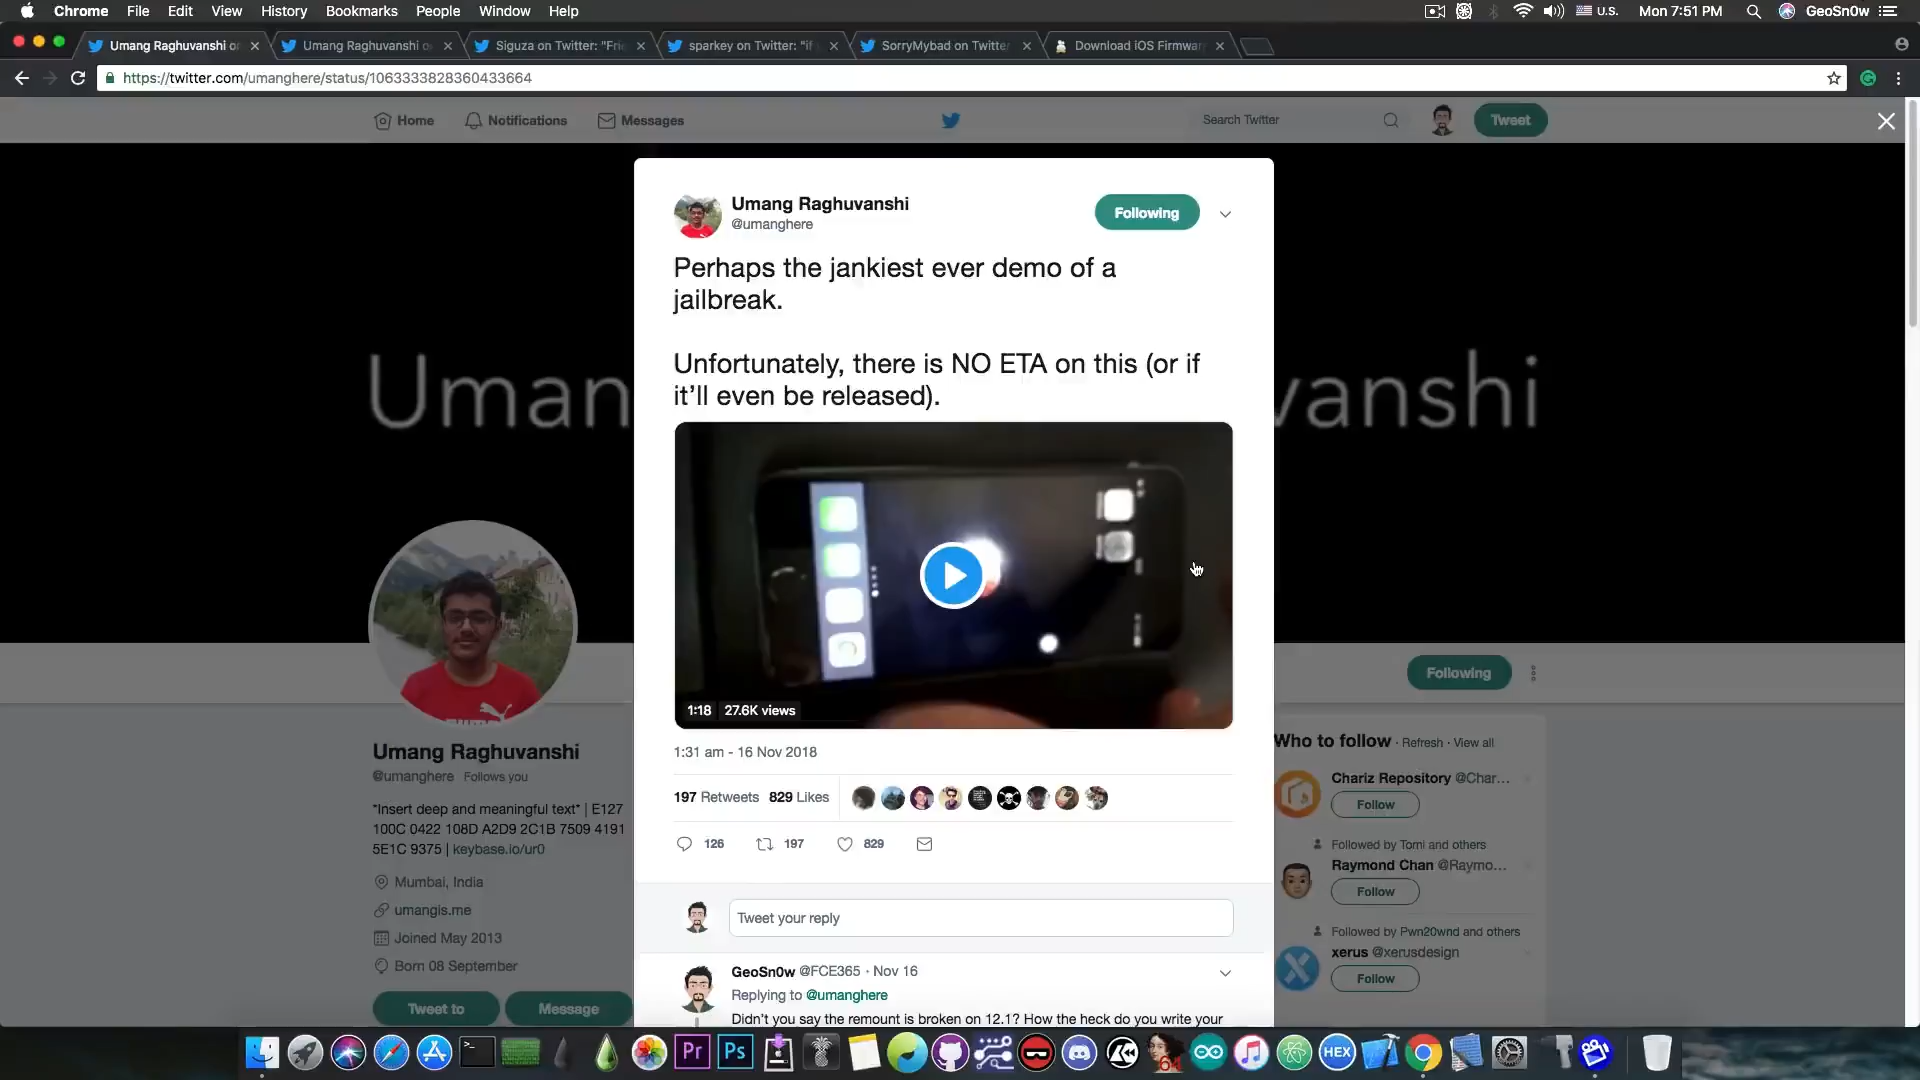 Chrome File Edit View History Bookmarks People Window Help U.S. Mon 7:51 PM GeoSn0w
Umang Raghuvanshi o Umang Raghuvanshi o Siguza on Twitter: "Frie sparkey on Twitter: "if SorryMybad on Twitter Download iOS Firmwar
https://twitter.com/umanghere/status/1063333828360433664
Home Notifications Messages Search Twitter Tweet
Umang Raghuvanshi
@umanghere
Following
Perhaps the jankiest ever demo of a
jailbreak.
Unfortunately, there is NO ETA on this (or if
it'll even be released).
Uman vanshi
1:18 27.6K views
1:31 am - 16 Nov 2018
197 Retweets 829 Likes
126 197 829
Tweet your reply
GeoSn0w @FCE365 · Nov 16
Replying to @umanghere
Didn't you say the remount is broken on 12.1? How the heck do you write your
Umang Raghuvanshi
@umanghere Follows you
*Insert deep and meaningful text* | E127
100C 0422 108D A2D9 2C1B 7509 4191
5E1C 9375 | keybase.io/ur0
Mumbai, India
umangis.me
Joined May 2013
Born 08 September
Tweet to Message
Following
Who to follow · Refresh · View all
Chariz Repository @Char...
Follow
Followed by Tomi and others
Raymond Chan @Raymo...
Follow
Followed by Pwn20wnd and others
xerus @xerusdesign
Follow
Pr Ps 64 HEX